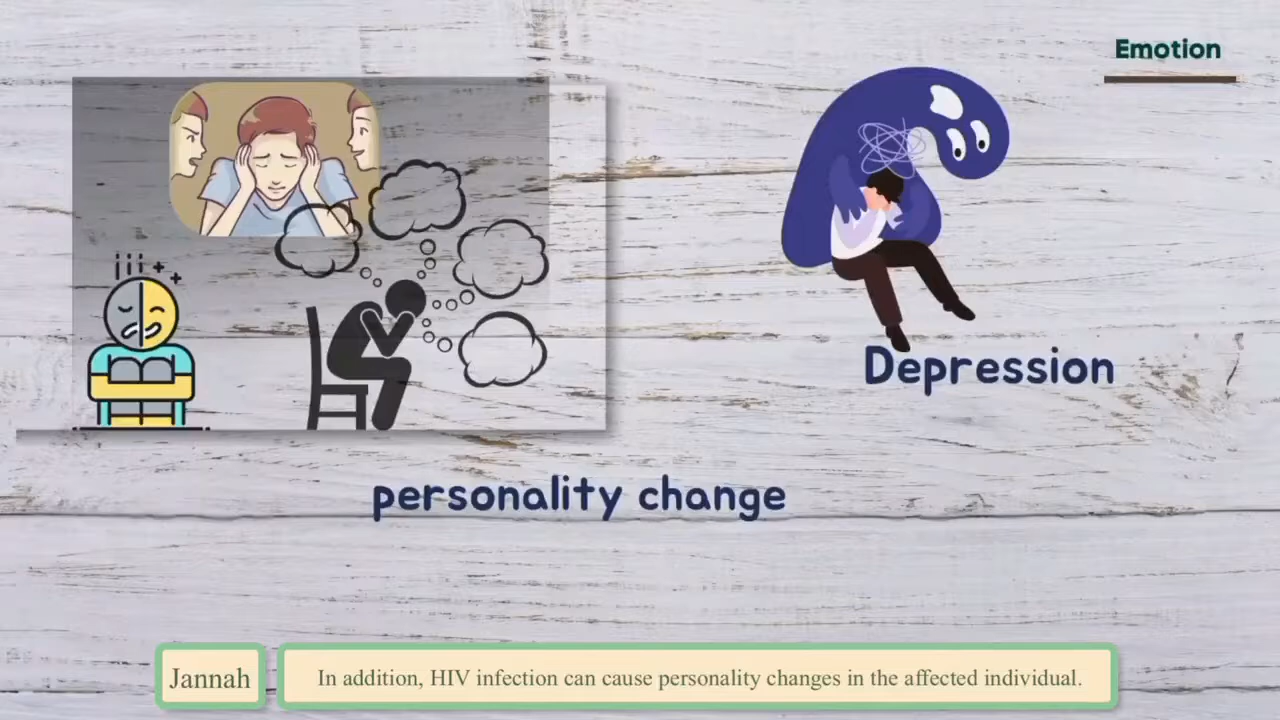 Emotion
Depression
personality change
Jannah
In addition, HIV infection can cause personality changes in the affected individual.